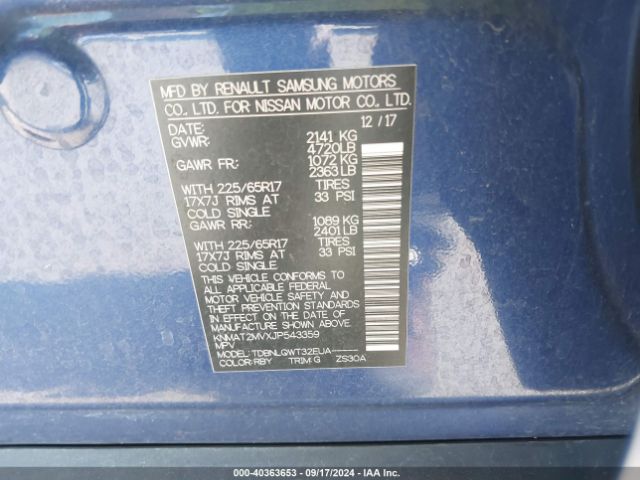 MFD BY RENAULT SAMSUNG MOTORS
CO., LTD. FOR NISSAN MOTOR CO., LTD.
DATE: 12 / 17
GVWR: 2141 KG
4720LB
GAWR FR: 1072 KG
2363 LB
WITH 225/65R17 TIRES
17X7J RIMS AT 33 PSI
COLD SINGLE
GAWR RR: 1089 KG
2401 LB
WITH 225/65R17 TIRES
17X7J RIMS AT 33 PSI
COLD SINGLE
THIS VEHICLE CONFORMS TO
ALL APPLICABLE FEDERAL
MOTOR VEHICLE SAFETY AND
THEFT PREVENTION STANDARDS
IN EFFECT ON THE DATE OF
MANUFACTURE SHOWN ABOVE
KNMAT2MVXJP543359
MPV
MODEL: TDBNLQWT32EUA------
COLOR:RBY TRIM:G ZS30A
000-40363653 - 09/17/2024 - IAA Inc.